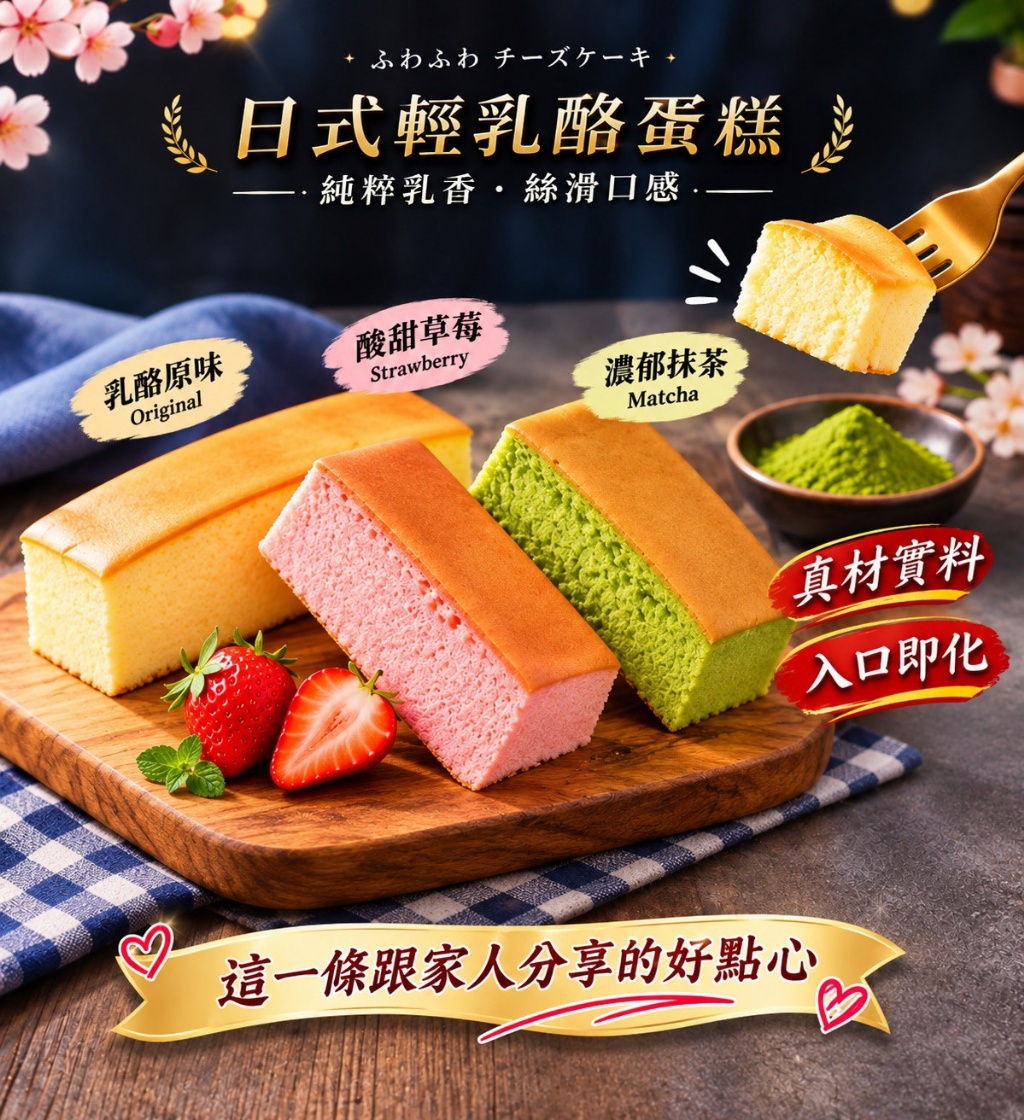 ふわふわ チーズケーキ
日式輕乳酪蛋糕
純粹乳香・絲滑口感
乳酪原味
Original
酸甜草莓
Strawberry
濃郁抹茶
Matcha
真材實料
入口即化
這一條跟家人分享的好點心